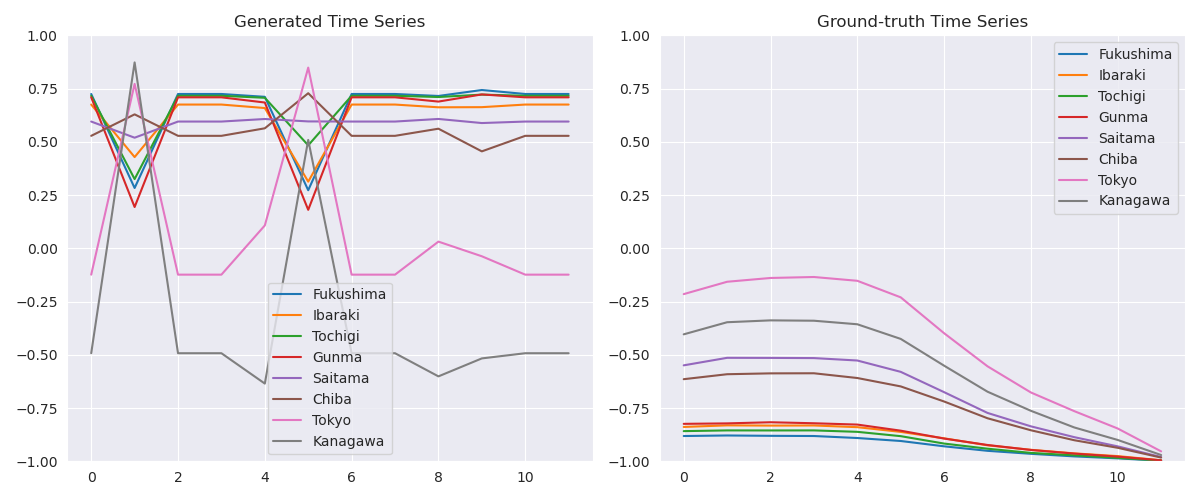 Generated Time Series
1.00
0.75
0.50
0.25
0.00
−0.25
−0.50
−0.75
−1.00
0 2 4 6 8 10
Fukushima
Ibaraki
Tochigi
Gunma
Saitama
Chiba
Tokyo
Kanagawa
Ground-truth Time Series
1.00
0.75
0.50
0.25
0.00
−0.25
−0.50
−0.75
−1.00
0 2 4 6 8 10
Fukushima
Ibaraki
Tochigi
Gunma
Saitama
Chiba
Tokyo
Kanagawa